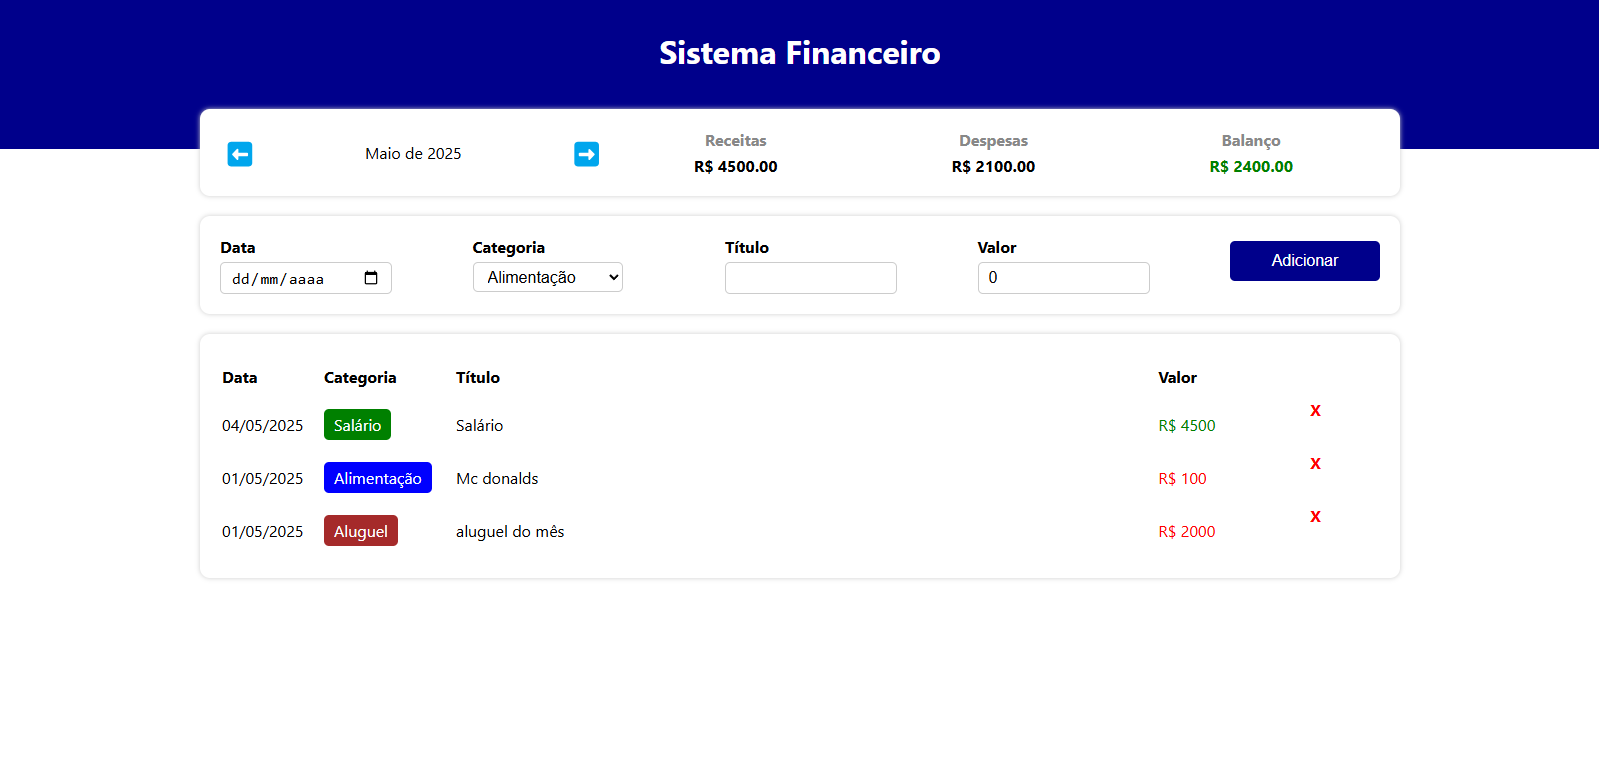 Sistema Financeiro
Maio de 2025
Receitas
R$ 4500.00
Despesas
R$ 2100.00
Balanço
R$ 2400.00
Data
dd/mm/aaaa
Categoria
Alimentação
Título
Valor
0
Adicionar
Data Categoria Título Valor
04/05/2025 Salário Salário R$ 4500 X
01/05/2025 Alimentação Mc donalds R$ 100 X
01/05/2025 Aluguel aluguel do mês R$ 2000 X